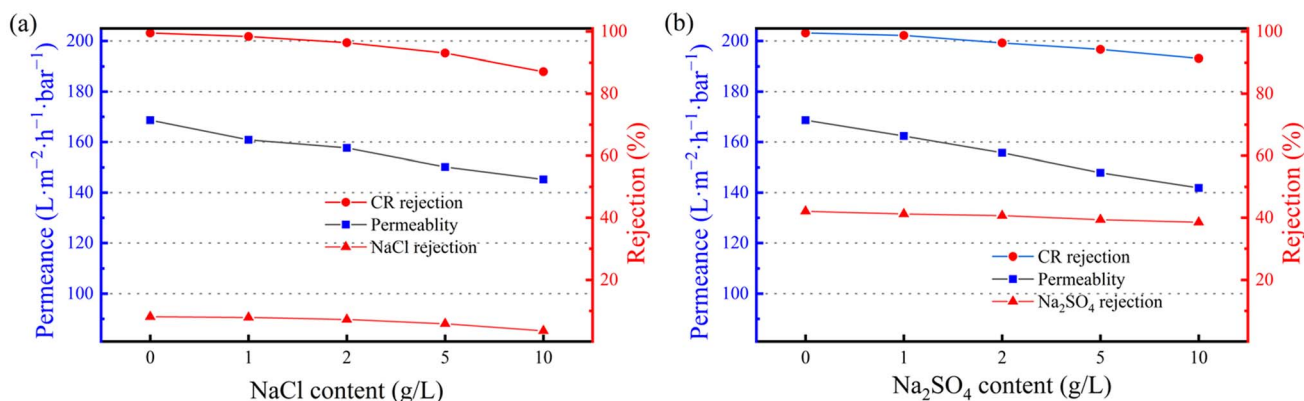 (a)
Permeance (L·m⁻²·h⁻¹·bar⁻¹)
200
180
160
140
120
100
CR rejection
Permeablity
NaCl rejection
0 1 2 5 10
NaCl content (g/L)
100
80
60
40
20
Rejection (%)
(b)
Permeance (L·m⁻²·h⁻¹·bar⁻¹)
200
180
160
140
120
100
CR rejection
Permeablity
Na₂SO₄ rejection
0 1 2 5 10
Na₂SO₄ content (g/L)
100
80
60
40
20
Rejection (%)